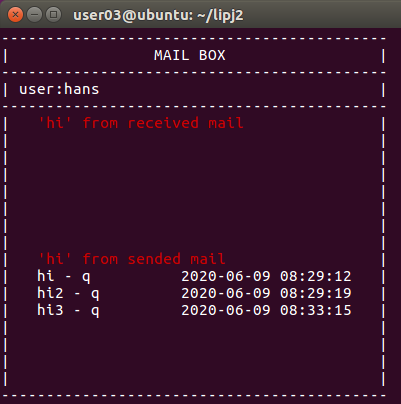 user03@ubuntu: ~/lipj2
MAIL BOX
user:hans
'hi' from received mail
'hi' from sended mail
hi - q 2020-06-09 08:29:12
hi2 - q 2020-06-09 08:29:19
hi3 - q 2020-06-09 08:33:15